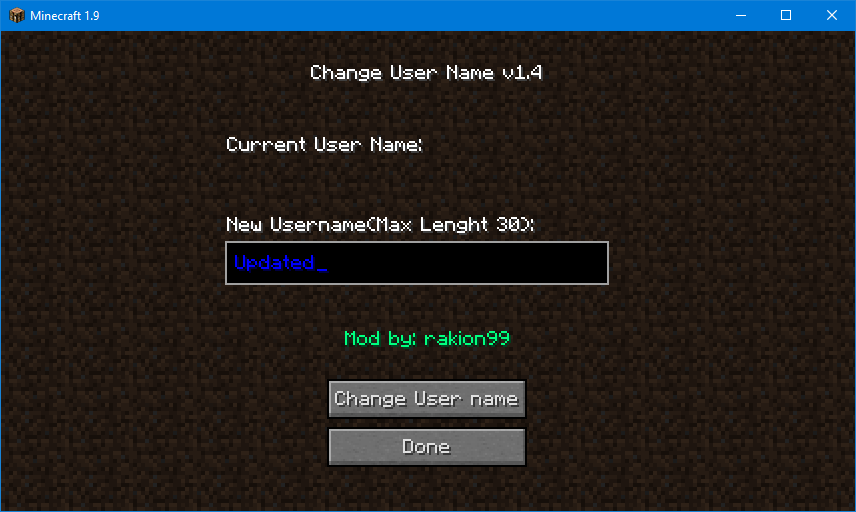 Minecraft 1.9
Change User Name v1.4
Current User Name:
New Username(Max Lenght 30):
Updated_
Mod by: rakion99
Change User name
Done